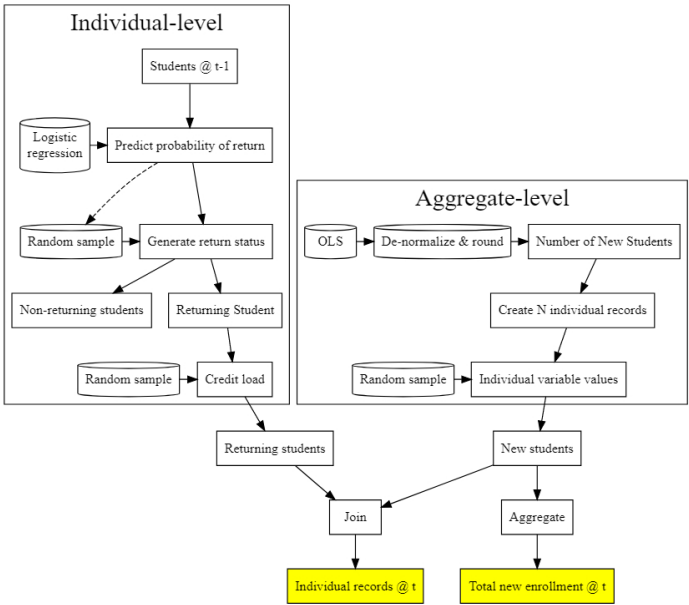 Individual-level
Students @ t-1
Logistic
regression
Predict probability of return
Random sample
Generate return status
Non-returning students
Returning Student
Random sample
Credit load
Aggregate-level
OLS
De-normalize & round
Number of New Students
Create N individual records
Random sample
Individual variable values
Returning students
New students
Join
Aggregate
Individual records @ t
Total new enrollment @ t